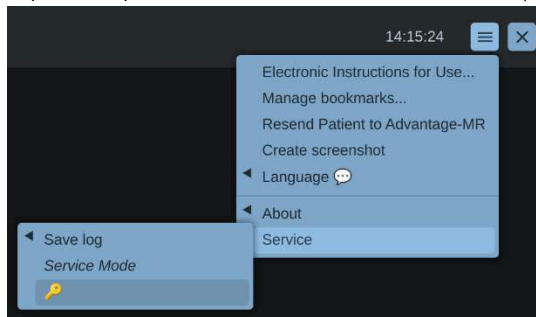 14:15:24
Electronic Instructions for Use...
Manage bookmarks...
Resend Patient to Advantage-MR
Create screenshot
Language 💬
About
Service
Save log
Service Mode
🔑